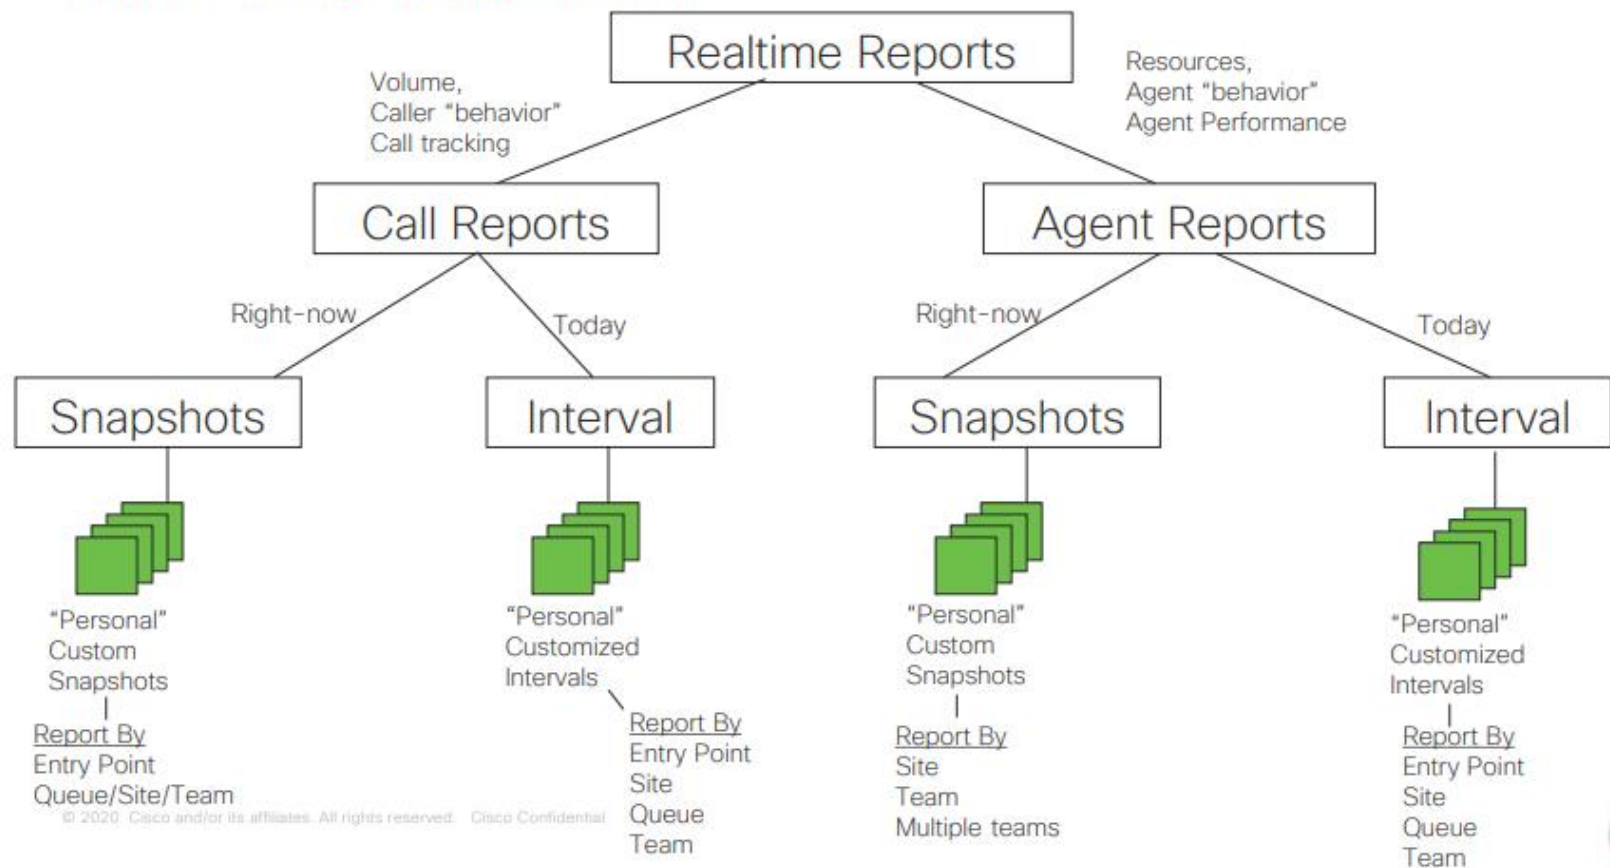 Realtime Reports
Volume,
Caller "behavior"
Call tracking
Resources,
Agent "behavior"
Agent Performance
Call Reports
Agent Reports
Right-now
Today
Right-now
Today
Snapshots
Interval
Snapshots
Interval
"Personal"
Custom
Snapshots
Report By
Entry Point
Queue/Site/Team
"Personal"
Customized
Intervals
Report By
Entry Point
Site
Queue
Team
"Personal"
Custom
Snapshots
Report By
Site
Team
Multiple teams
"Personal"
Customized
Intervals
Report By
Entry Point
Site
Queue
Team
© 2020 Cisco and/or its affiliates. All rights reserved. Cisco Confidential